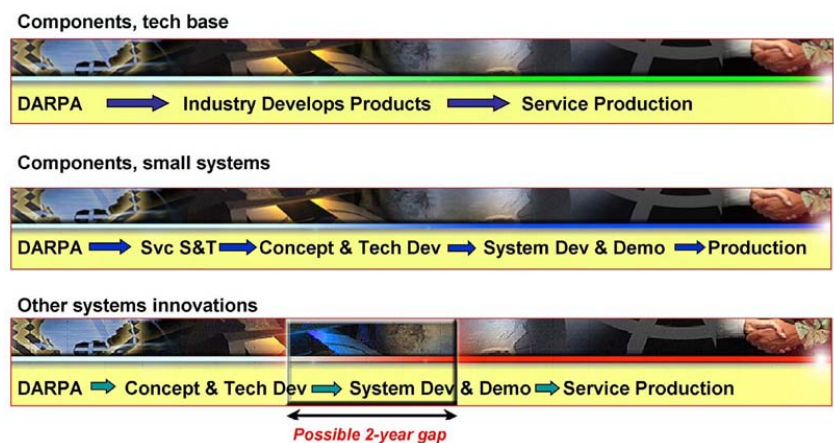 Components, tech base
DARPA Industry Develops Products Service Production
Components, small systems
DARPA Svc S&T Concept & Tech Dev System Dev & Demo Production
Other systems innovations
DARPA Concept & Tech Dev System Dev & Demo Service Production
Possible 2-year gap